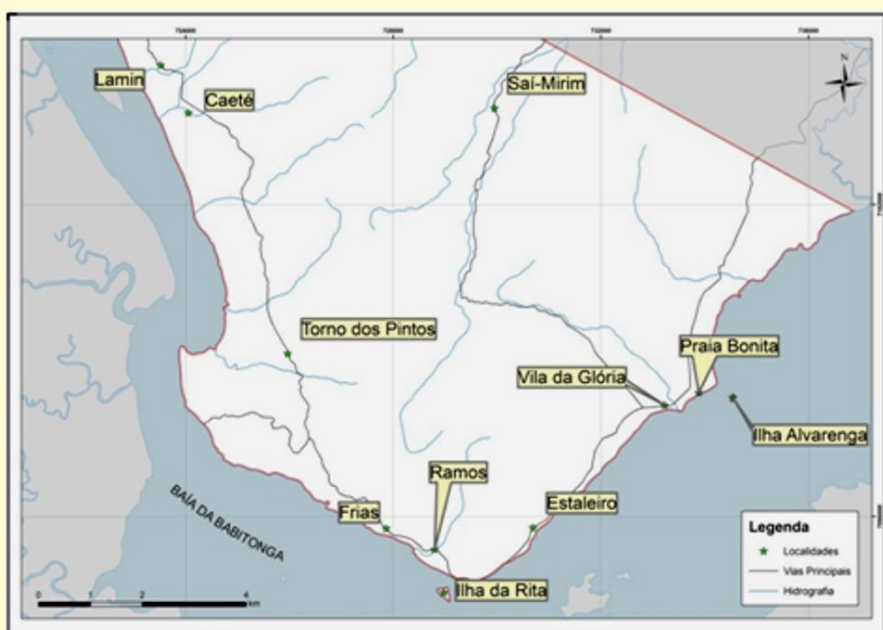 N
Lamin
Caeté
Saí-Mirim
Torno dos Pintos
Praia Bonita
Vila da Glória
Ilha Alvarenga
Ramos
Frias
Estaleiro
BAÍA DA BABITONGA
Ilha da Rita
0 1 2 4
km
Legenda
Localidades
Vias Principais
Hidrografia